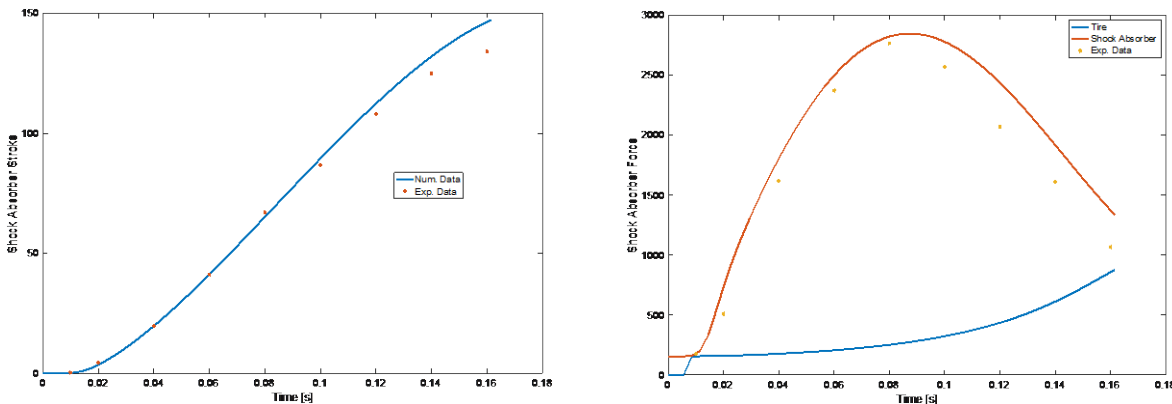 150
100
50
0
Shock Absorber Stroke
Num. Data
Exp. Data
0 0.02 0.04 0.06 0.08 0.1 0.12 0.14 0.16 0.18
Time [s]
3000
2500
2000
1500
1000
500
0
Shock Absorber Force
Tire
Shock Absorber
Exp. Data
0 0.02 0.04 0.06 0.08 0.1 0.12 0.14 0.16 0.18
Time [s]